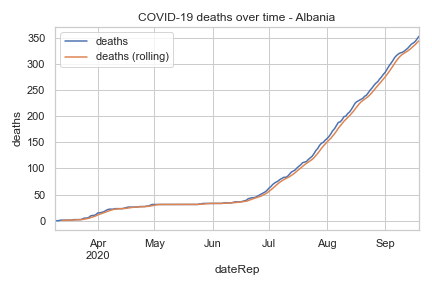 COVID-19 deaths over time - Albania
deaths
deaths (rolling)
350
300
250
200
150
100
50
0
deaths
Apr
2020
May
Jun
Jul
Aug
Sep
dateRep